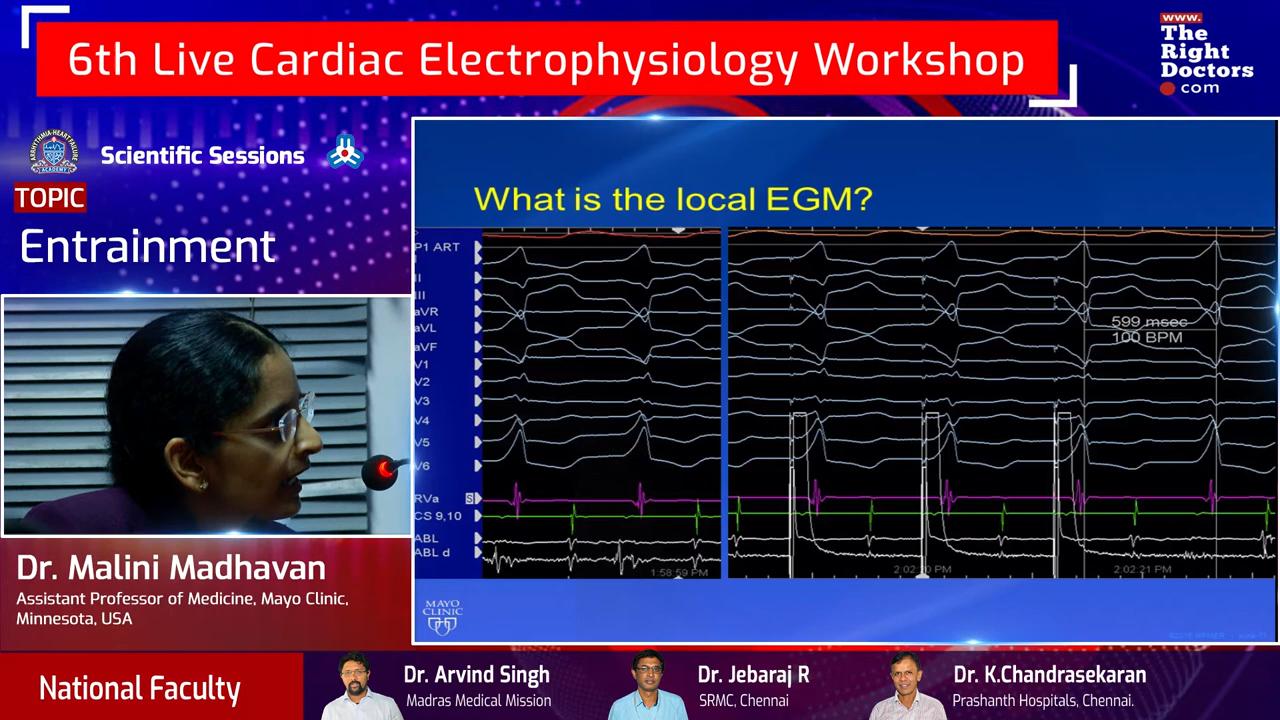 6th Live Cardiac Electrophysiology Workshop
www.
The
Right
Doctors
.com
Scientific Sessions
TOPIC
Entrainment
What is the local EGM?
P1 ART
I
II
III
aVR
aVL
aVF
V1
V2
V3
V4
V5
V6
RVa
S
CS 9,10
ABL
ABL d
599 msec
100 BPM
1:58:59 PM
2:02:21 PM
MAYO
CLINIC
Dr. Malini Madhavan
Assistant Professor of Medicine, Mayo Clinic,
Minnesota, USA
National Faculty
Dr. Arvind Singh
Madras Medical Mission
Dr. Jebaraj R
SRMC, Chennai
Dr. K.Chandrasekaran
Prashanth Hospitals, Chennai.